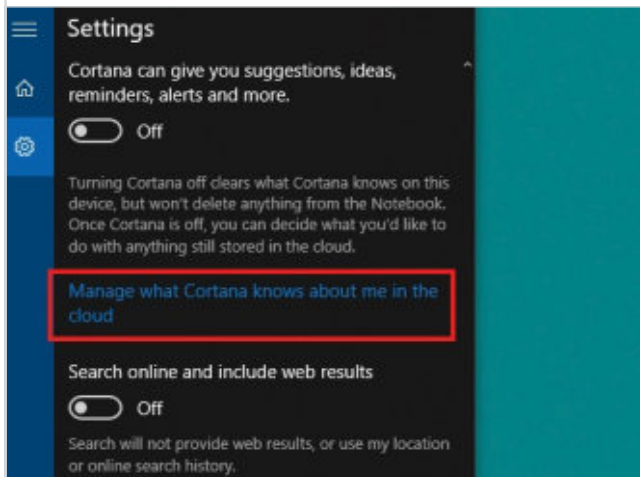 Settings
Cortana can give you suggestions, ideas,
reminders, alerts and more.
Off
Turning Cortana off clears what Cortana knows on this
device, but won't delete anything from the Notebook.
Once Cortana is off, you can decide what you'd like to
do with anything still stored in the cloud.
Manage what Cortana knows about me in the
cloud
Search online and include web results
Off
Search will not provide web results, or use my location
or online search history.